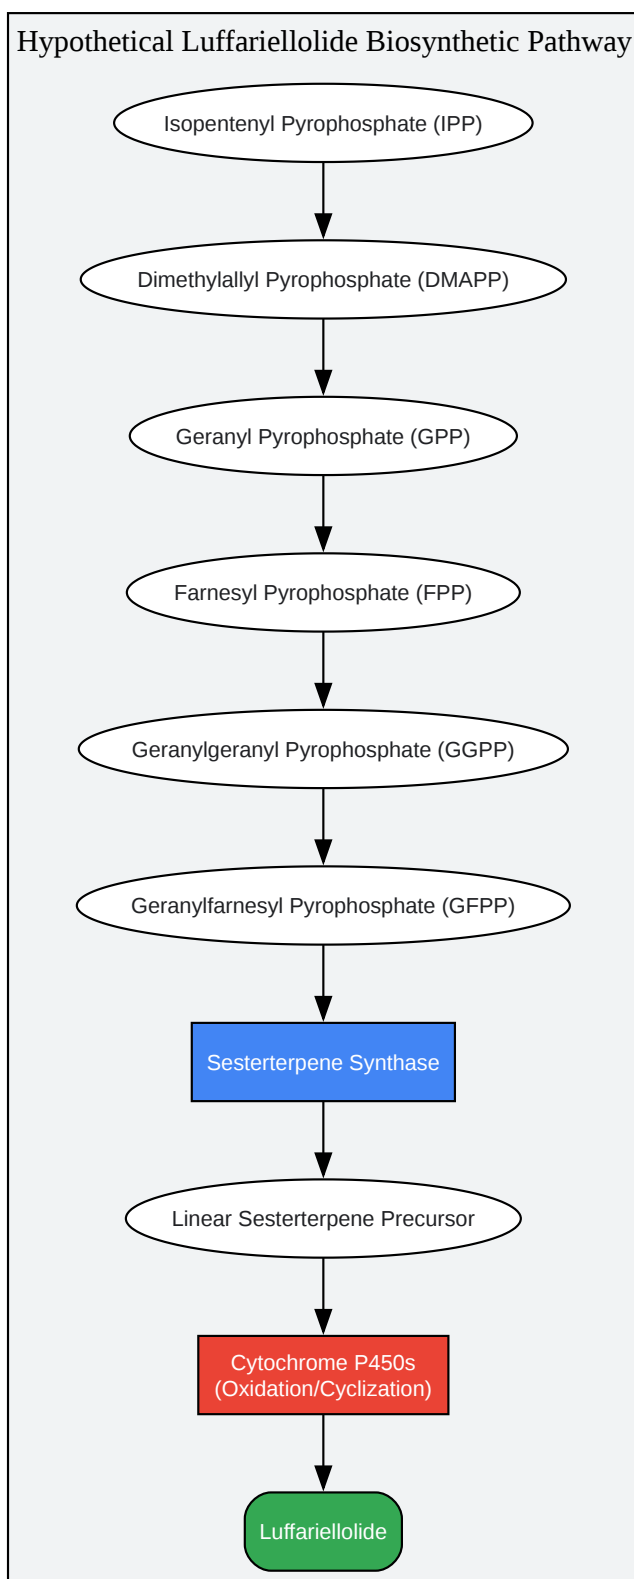 Hypothetical Luffariellolide Biosynthetic Pathway
Isopentenyl Pyrophosphate (IPP)
Dimethylallyl Pyrophosphate (DMAPP)
Geranyl Pyrophosphate (GPP)
Farnesyl Pyrophosphate (FPP)
Geranylgeranyl Pyrophosphate (GGPP)
Geranylfarnesyl Pyrophosphate (GFPP)
Sesterterpene Synthase
Linear Sesterterpene Precursor
Cytochrome P450s
(Oxidation/Cyclization)
Luffariellolide